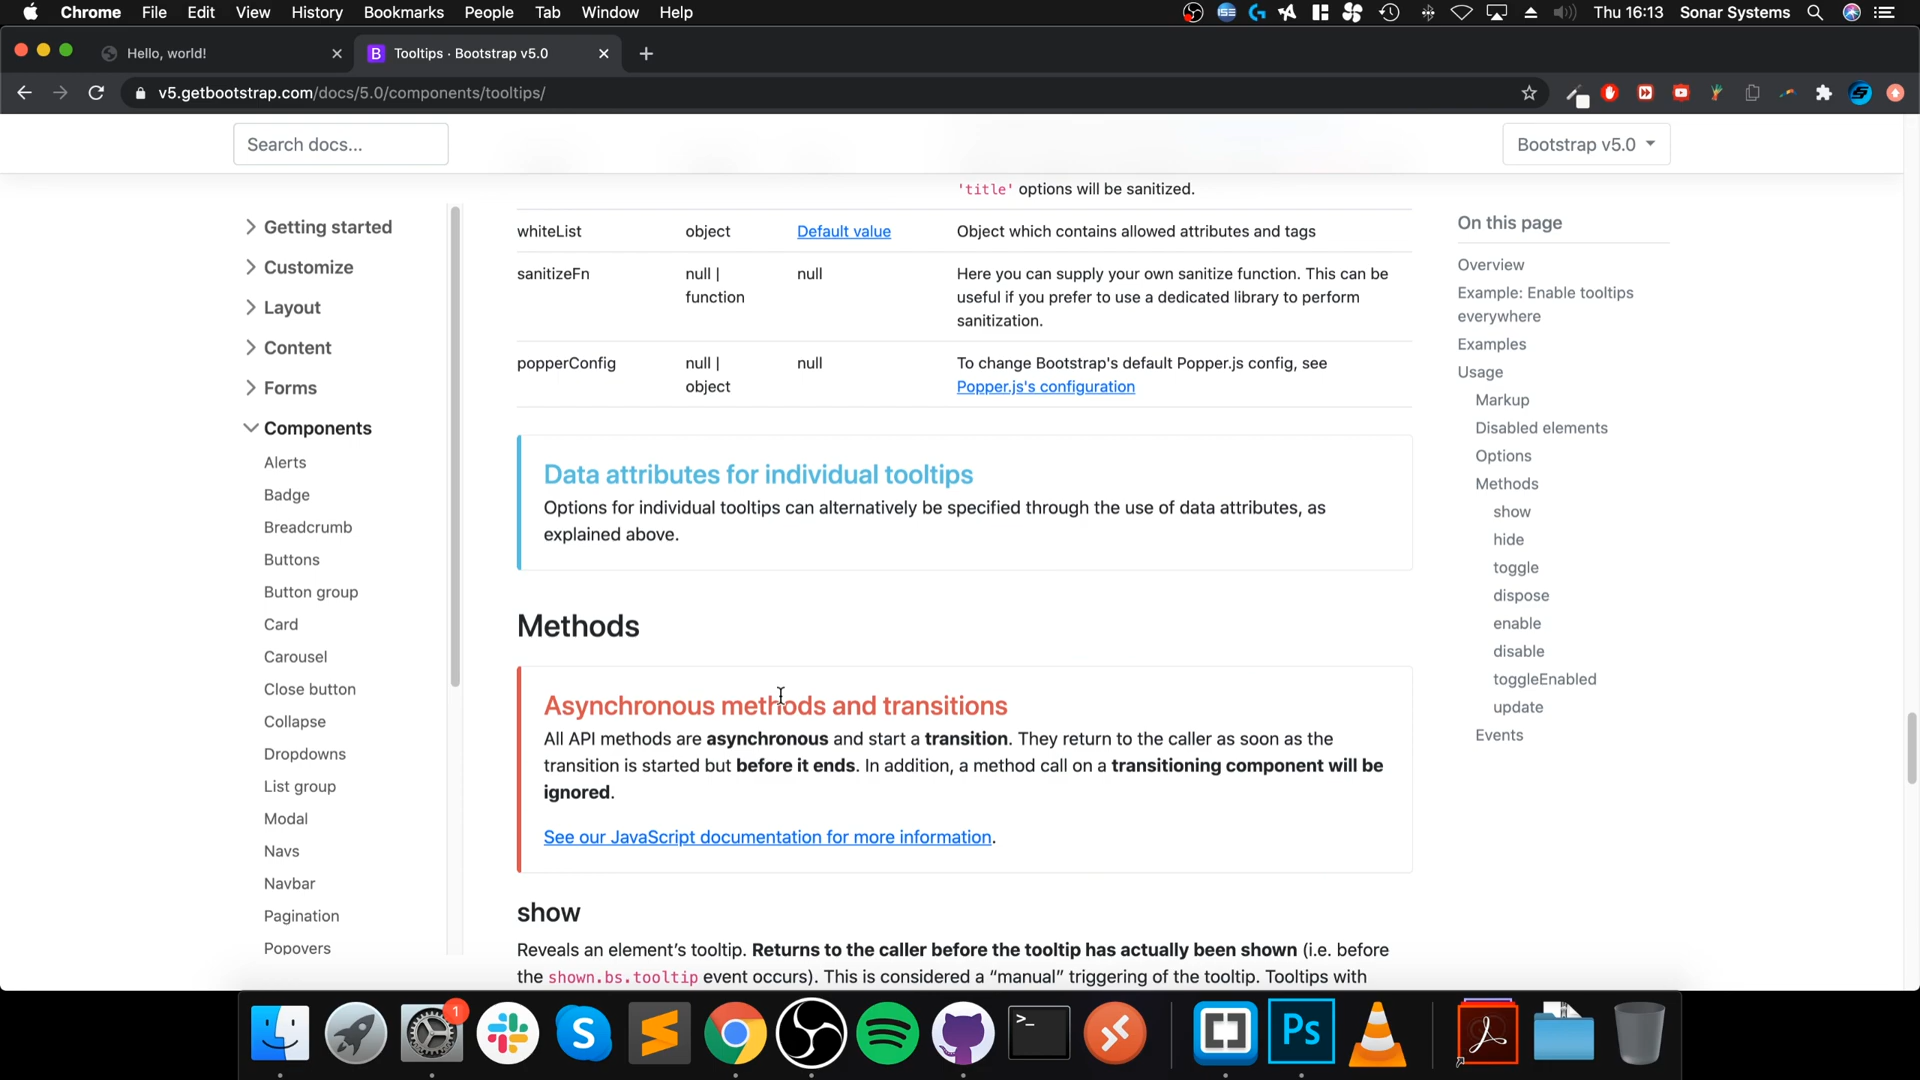 Chrome File Edit View History Bookmarks People Tab Window Help
Thu 16:13 Sonar Systems
Hello, world!
Tooltips · Bootstrap v5.0
v5.getbootstrap.com/docs/5.0/components/tooltips/
Search docs...
Bootstrap v5.0
Getting started
Customize
Layout
Content
Forms
Components
Alerts
Badge
Breadcrumb
Buttons
Button group
Card
Carousel
Close button
Collapse
Dropdowns
List group
Modal
Navs
Navbar
Pagination
Popovers
'title' options will be sanitized.
whiteList object Default value Object which contains allowed attributes and tags
sanitizeFn null | null Here you can supply your own sanitize function. This can be
function useful if you prefer to use a dedicated library to perform
sanitization.
popperConfig null | null To change Bootstrap's default Popper.js config, see
object Popper.js's configuration
Data attributes for individual tooltips
Options for individual tooltips can alternatively be specified through the use of data attributes, as
explained above.
Methods
Asynchronous methods and transitions
All API methods are asynchronous and start a transition. They return to the caller as soon as the
transition is started but before it ends. In addition, a method call on a transitioning component will be
ignored.
See our JavaScript documentation for more information.
show
Reveals an element’s tooltip. Returns to the caller before the tooltip has actually been shown (i.e. before
the shown.bs.tooltip event occurs). This is considered a “manual” triggering of the tooltip. Tooltips with
On this page
Overview
Example: Enable tooltips
everywhere
Examples
Usage
Markup
Disabled elements
Options
Methods
show
hide
toggle
dispose
enable
disable
toggleEnabled
update
Events
1
Ps